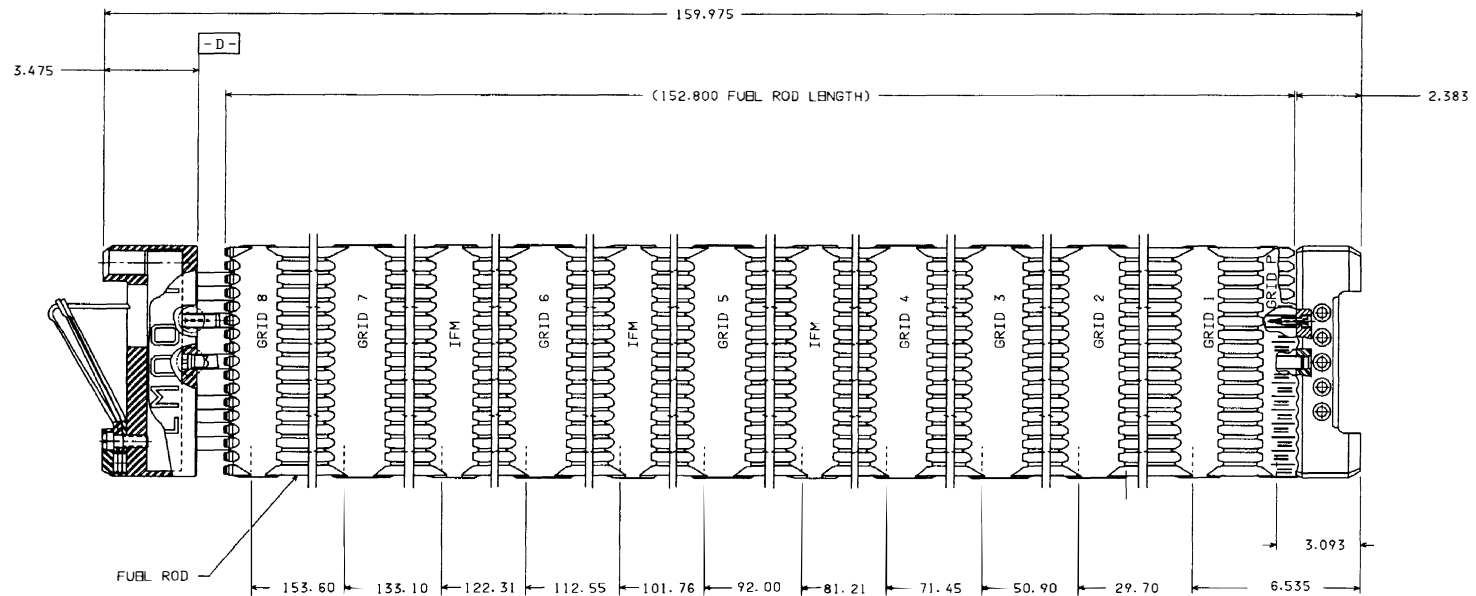 159.975
-D-
3.475
(152.800 FUEL ROD LENGTH)
2.383
GRID 8
GRID 7
IFM
GRID 6
IFM
GRID 5
IFM
GRID 4
GRID 3
GRID 2
GRID 1
GRID P
3.093
FUEL ROD
153.60
133.10
122.31
112.55
101.76
92.00
81.21
71.45
50.90
29.70
6.535